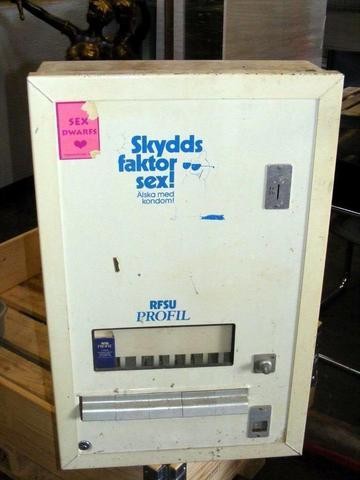 SEX
DWARFS
Skydds
faktor
sex!
Älska med
kondom!
RFSU
PROFIL